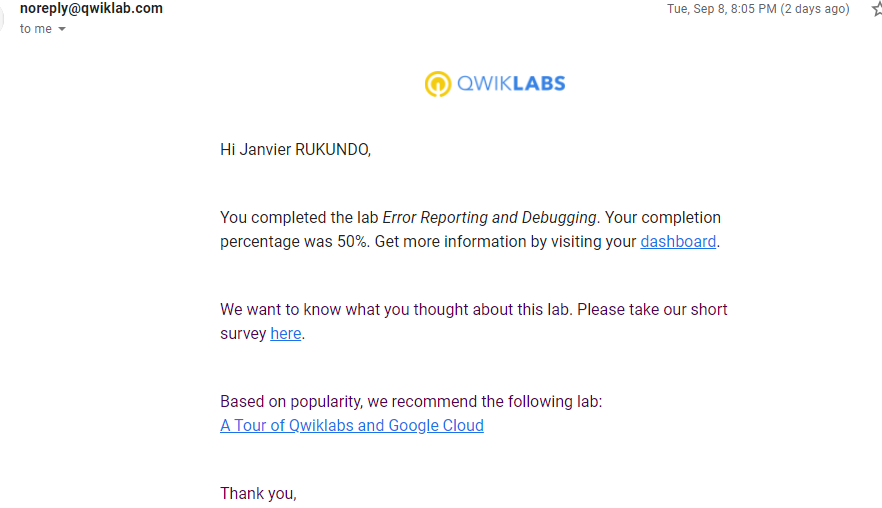 noreply@qwiklab.com
Tue, Sep 8, 8:05 PM (2 days ago)
to me
QWIKLABS
Hi Janvier RUKUNDO,
You completed the lab Error Reporting and Debugging. Your completion
percentage was 50%. Get more information by visiting your dashboard.
We want to know what you thought about this lab. Please take our short
survey here.
Based on popularity, we recommend the following lab:
A Tour of Qwiklabs and Google Cloud
Thank you,